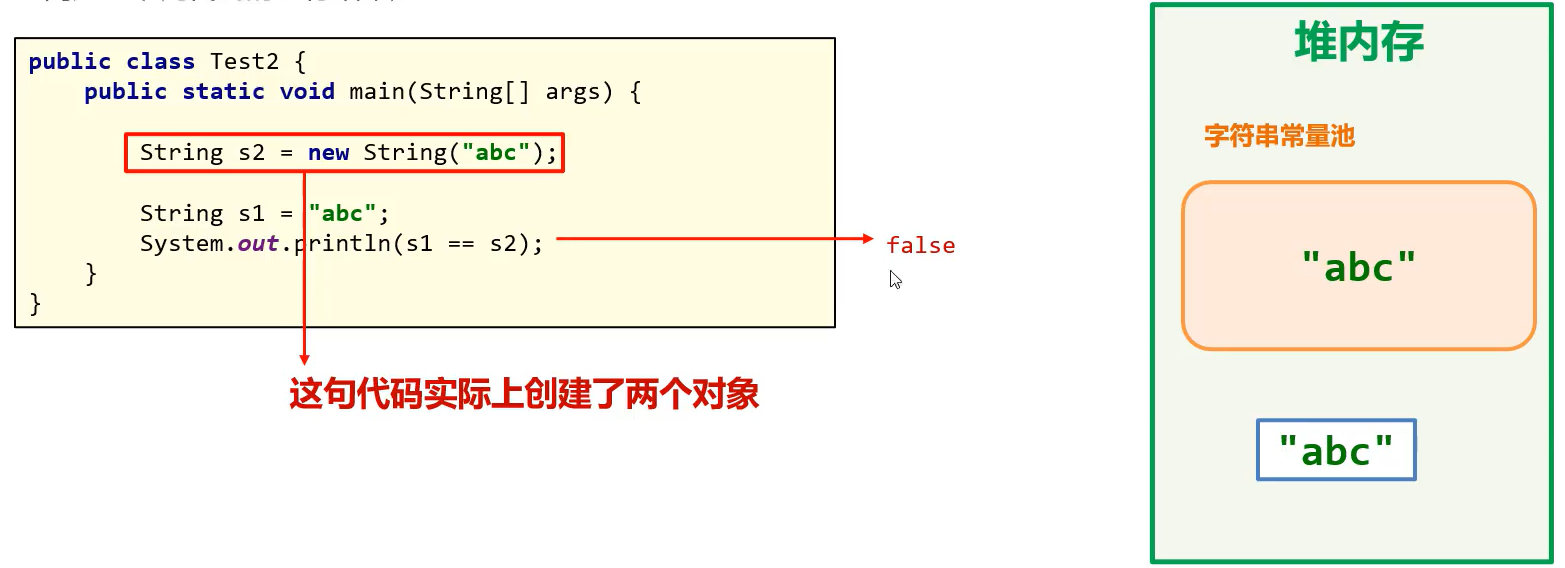 public class Test2 {
public static void main(String[] args) {
String s2 = new String("abc");
String s1 = "abc";
System.out.println(s1 == s2);
}
}
false
这句代码实际上创建了两个对象
堆内存
字符串常量池
"abc"
"abc"